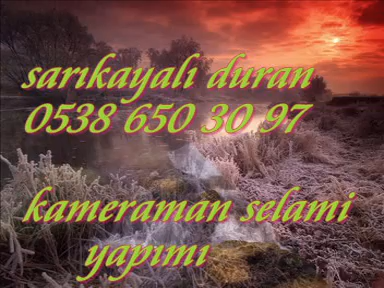 sarıkayalı duran
0538 650 30 97
kameraman selami
yapımı